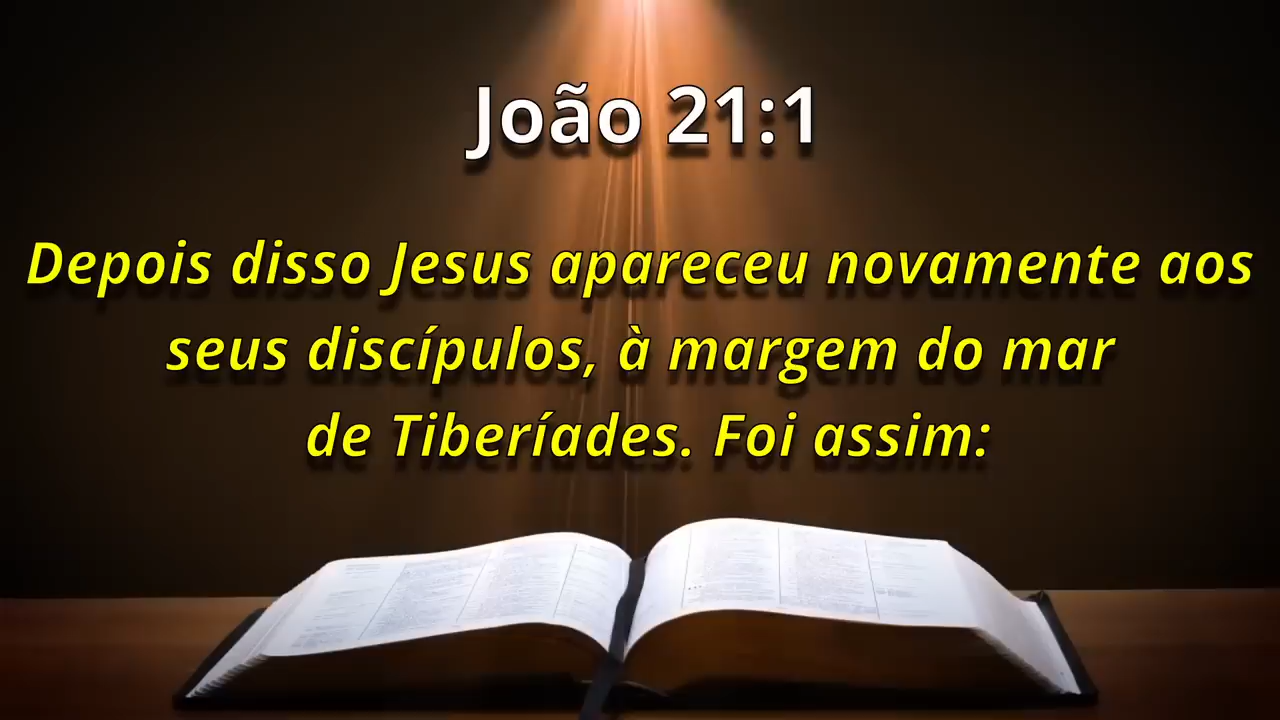 João 21:1
Depois disso Jesus apareceu novamente aos
seus discípulos, à margem do mar
de Tiberíades. Foi assim: